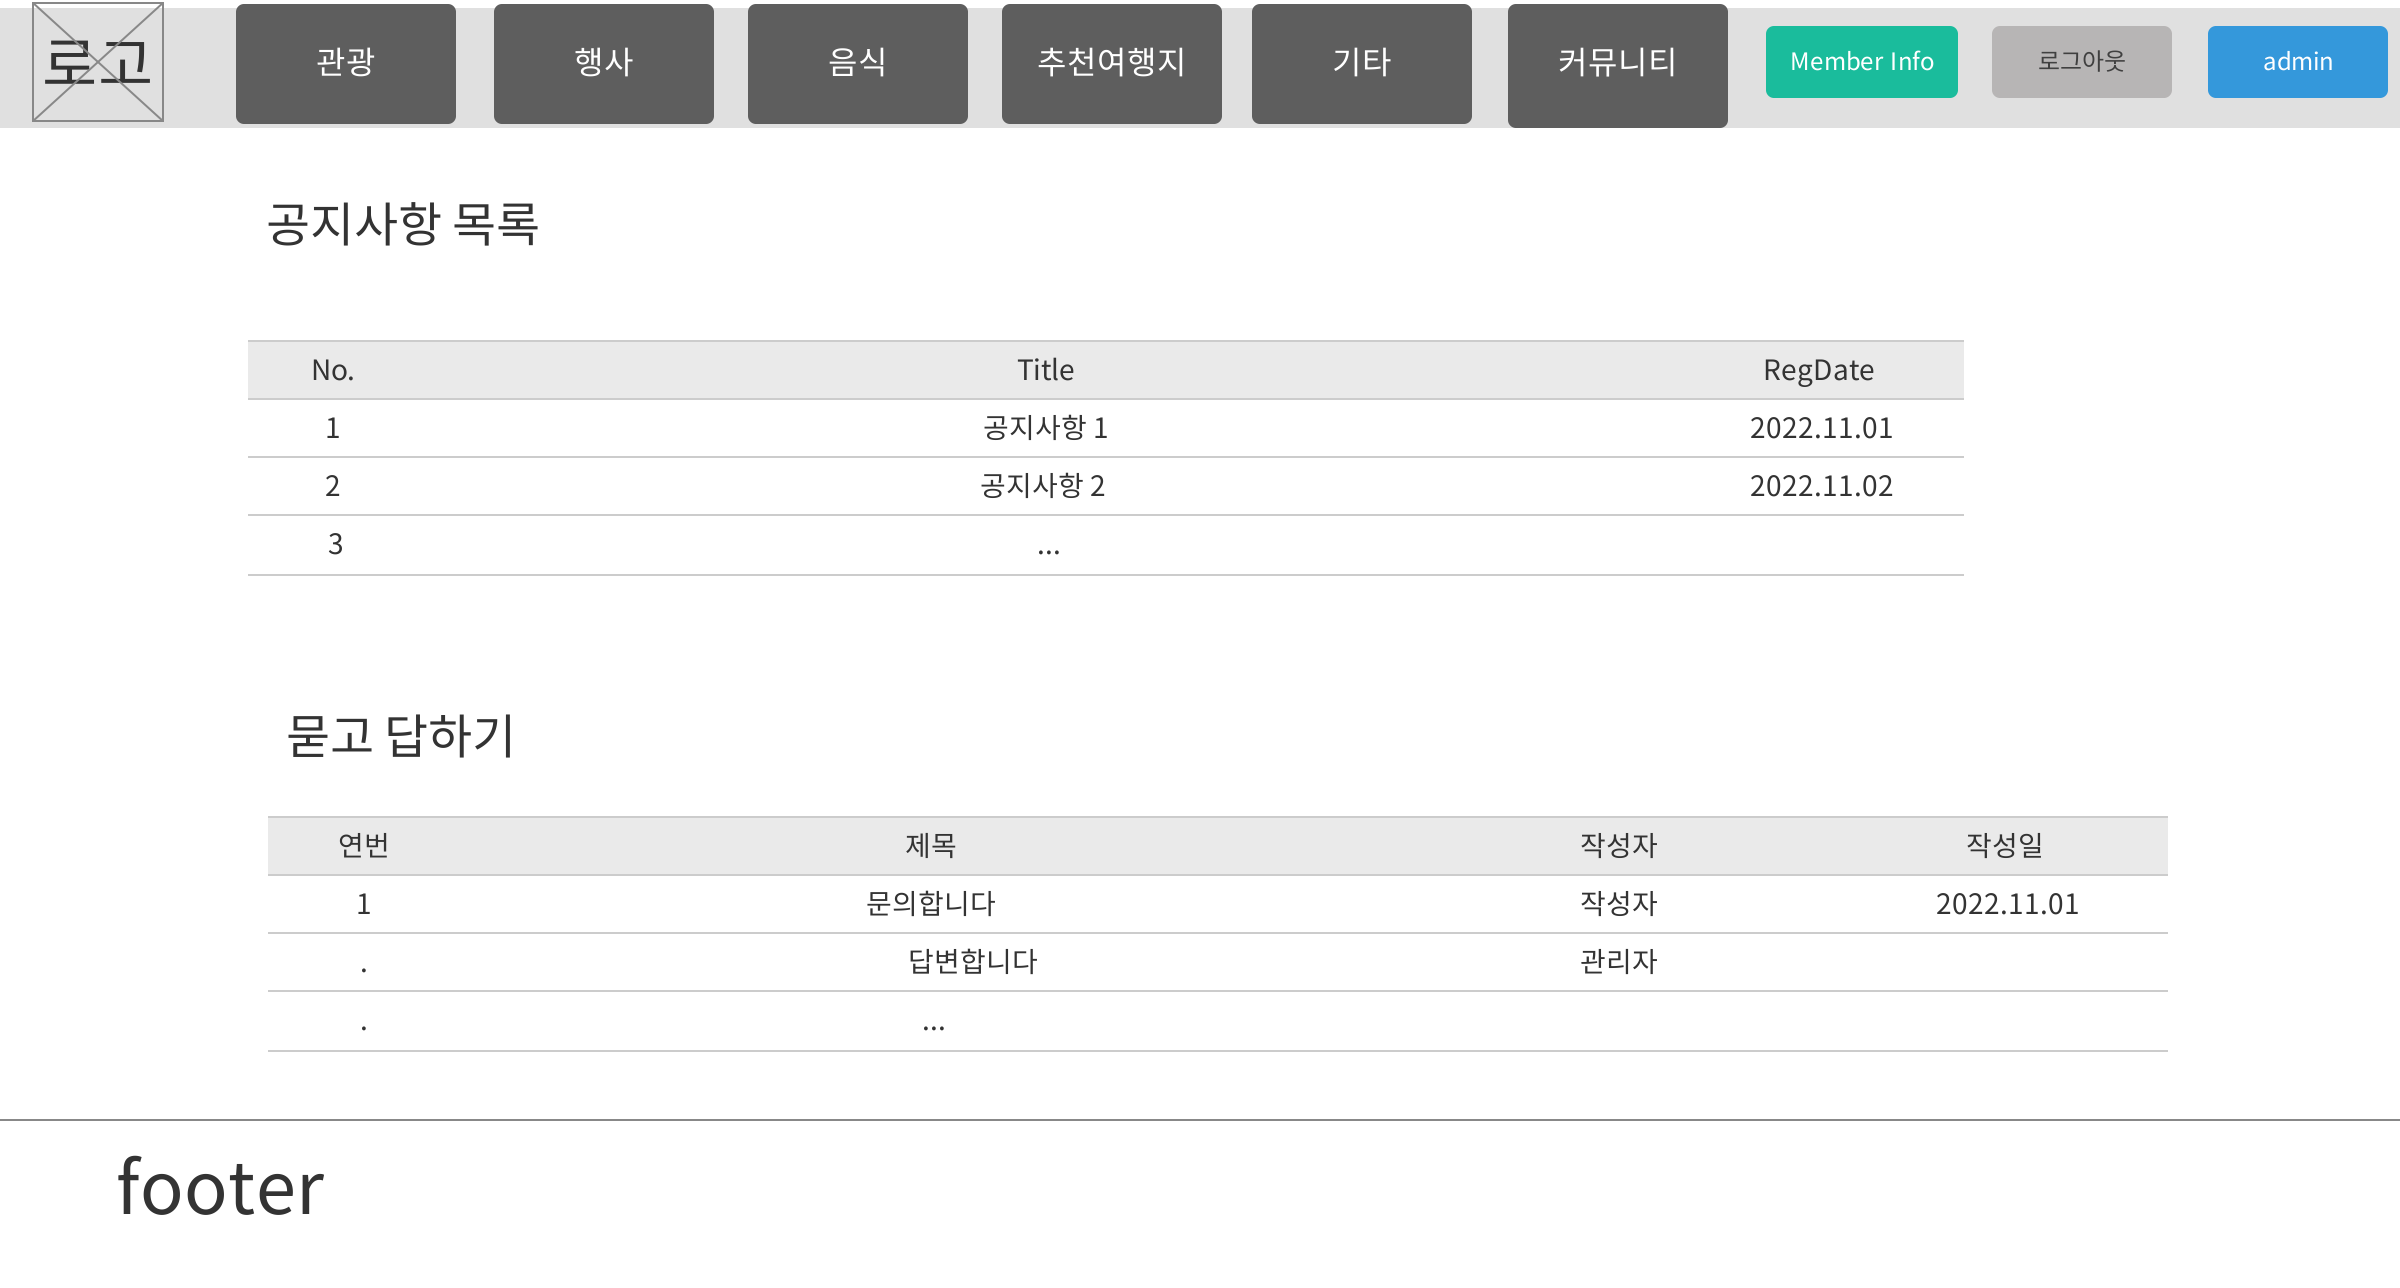 로고 관광 행사 음식 추천여행지 기타 커뮤니티 Member Info 로그아웃 admin
공지사항 목록
No. Title RegDate
1 공지사항 1 2022.11.01
2 공지사항 2 2022.11.02
3 ...
묻고 답하기
연번 제목 작성자 작성일
1 문의합니다 작성자 2022.11.01
. 답변합니다 관리자
. ...
footer